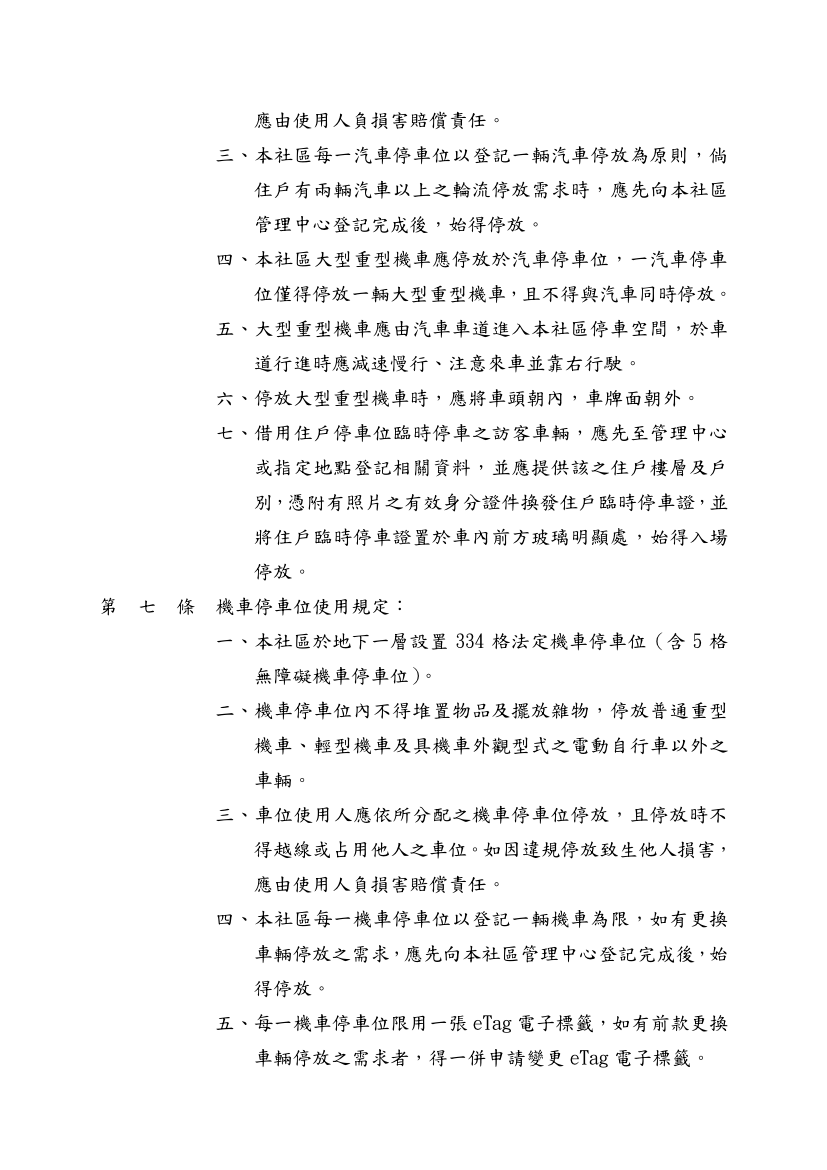 應由使用人負損害賠償責任。
三、本社區每一汽車停車位以登記一輛汽車停放為原則，倘
住戶有兩輛汽車以上之輪流停放需求時，應先向本社區
管理中心登記完成後，始得停放。
四、本社區大型重型機車應停放於汽車停車位，一汽車停車
位僅得停放一輛大型重型機車，且不得與汽車同時停放。
五、大型重型機車應由汽車車道進入本社區停車空間，於車
道行進時應減速慢行、注意來車並靠右行駛。
六、停放大型重型機車時，應將車頭朝內，車牌面朝外。
七、借用住戶停車位臨時停車之訪客車輛，應先至管理中心
或指定地點登記相關資料，並應提供該之住戶樓層及戶
別，憑附有照片之有效身分證件換發住戶臨時停車證，並
將住戶臨時停車證置於車內前方玻璃明顯處，始得入場
停放。
第　七　條　機車停車位使用規定：
一、本社區於地下一層設置 334 格法定機車停車位（含 5 格
無障礙機車停車位）。
二、機車停車位內不得堆置物品及擺放雜物，停放普通重型
機車、輕型機車及具機車外觀型式之電動自行車以外之
車輛。
三、車位使用人應依所分配之機車停車位停放，且停放時不
得越線或占用他人之車位。如因違規停放致生他人損害，
應由使用人負損害賠償責任。
四、本社區每一機車停車位以登記一輛機車為限，如有更換
車輛停放之需求，應先向本社區管理中心登記完成後，始
得停放。
五、每一機車停車位限用一張 eTag 電子標籤，如有前款更換
車輛停放之需求者，得一併申請變更 eTag 電子標籤。